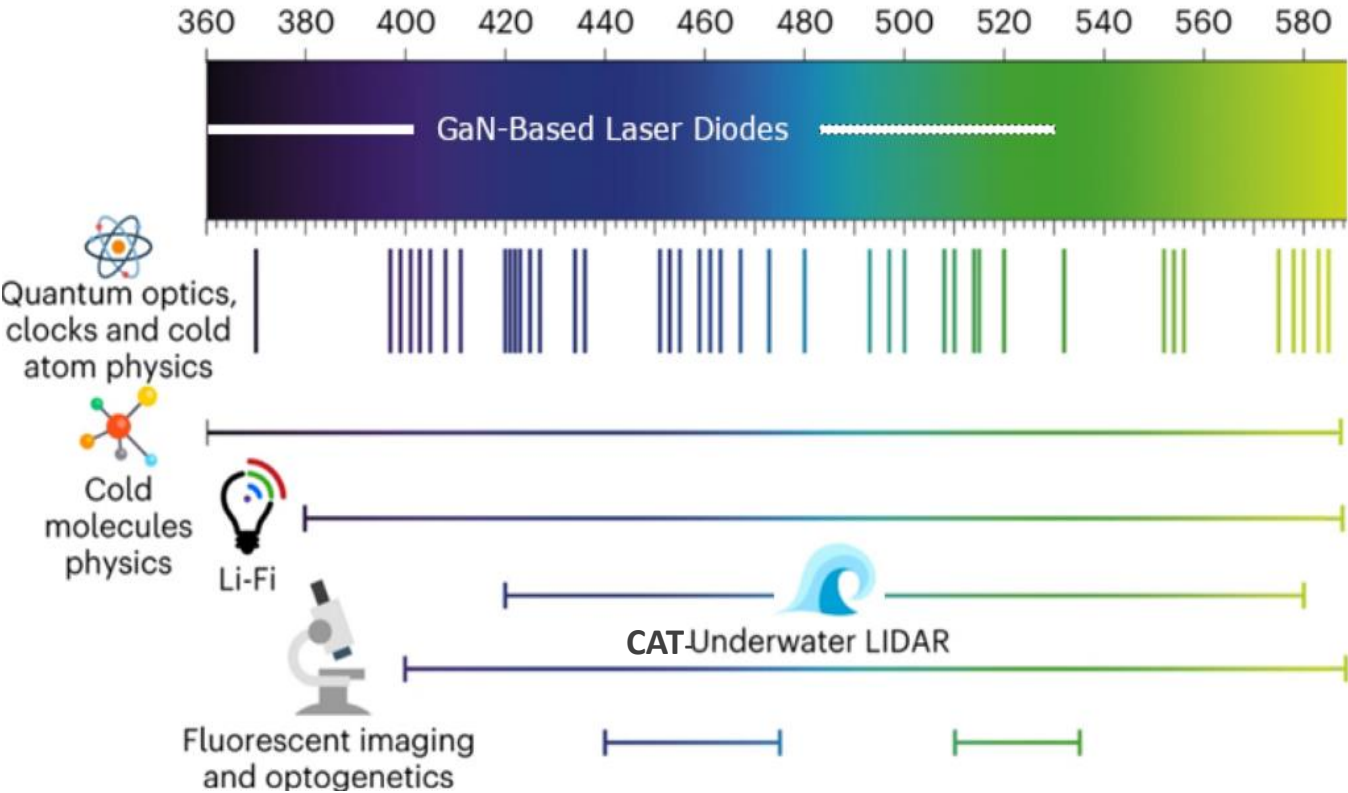 360 380 400 420 440 460 480 500 520 540 560 580
GaN-Based Laser Diodes
Quantum optics,
clocks and cold
atom physics
Cold
molecules
physics
Li-Fi
CAT-Underwater LIDAR
Fluorescent imaging
and optogenetics